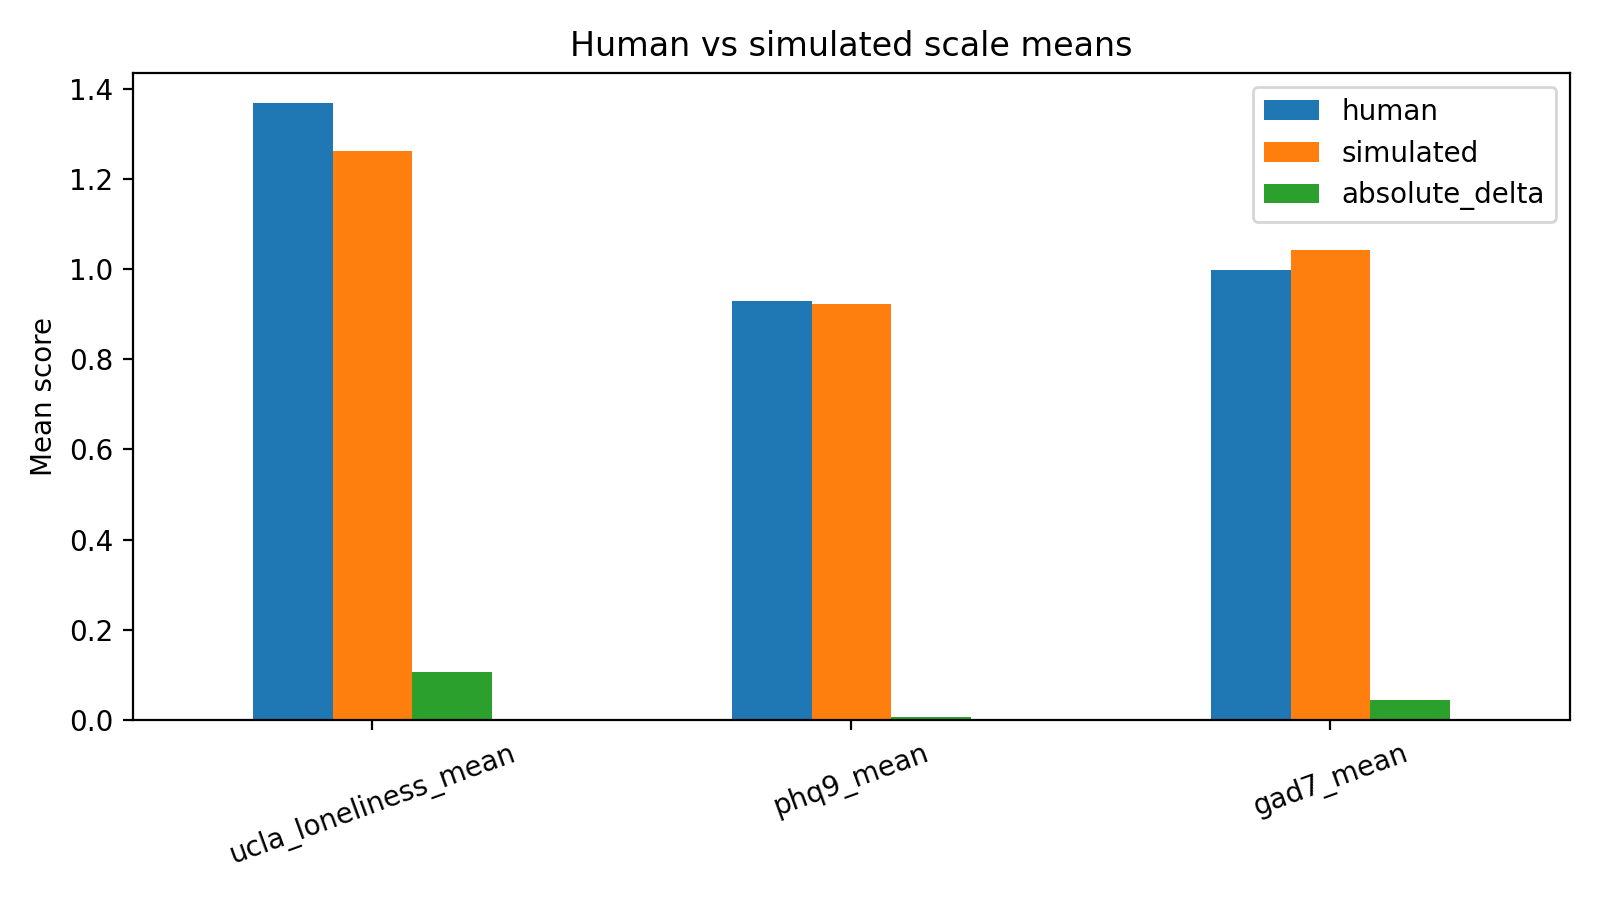 Human vs simulated scale means
human
simulated
absolute_delta
Mean score
1.4
1.2
1.0
0.8
0.6
0.4
0.2
0.0
ucla_loneliness_mean
phq9_mean
gad7_mean